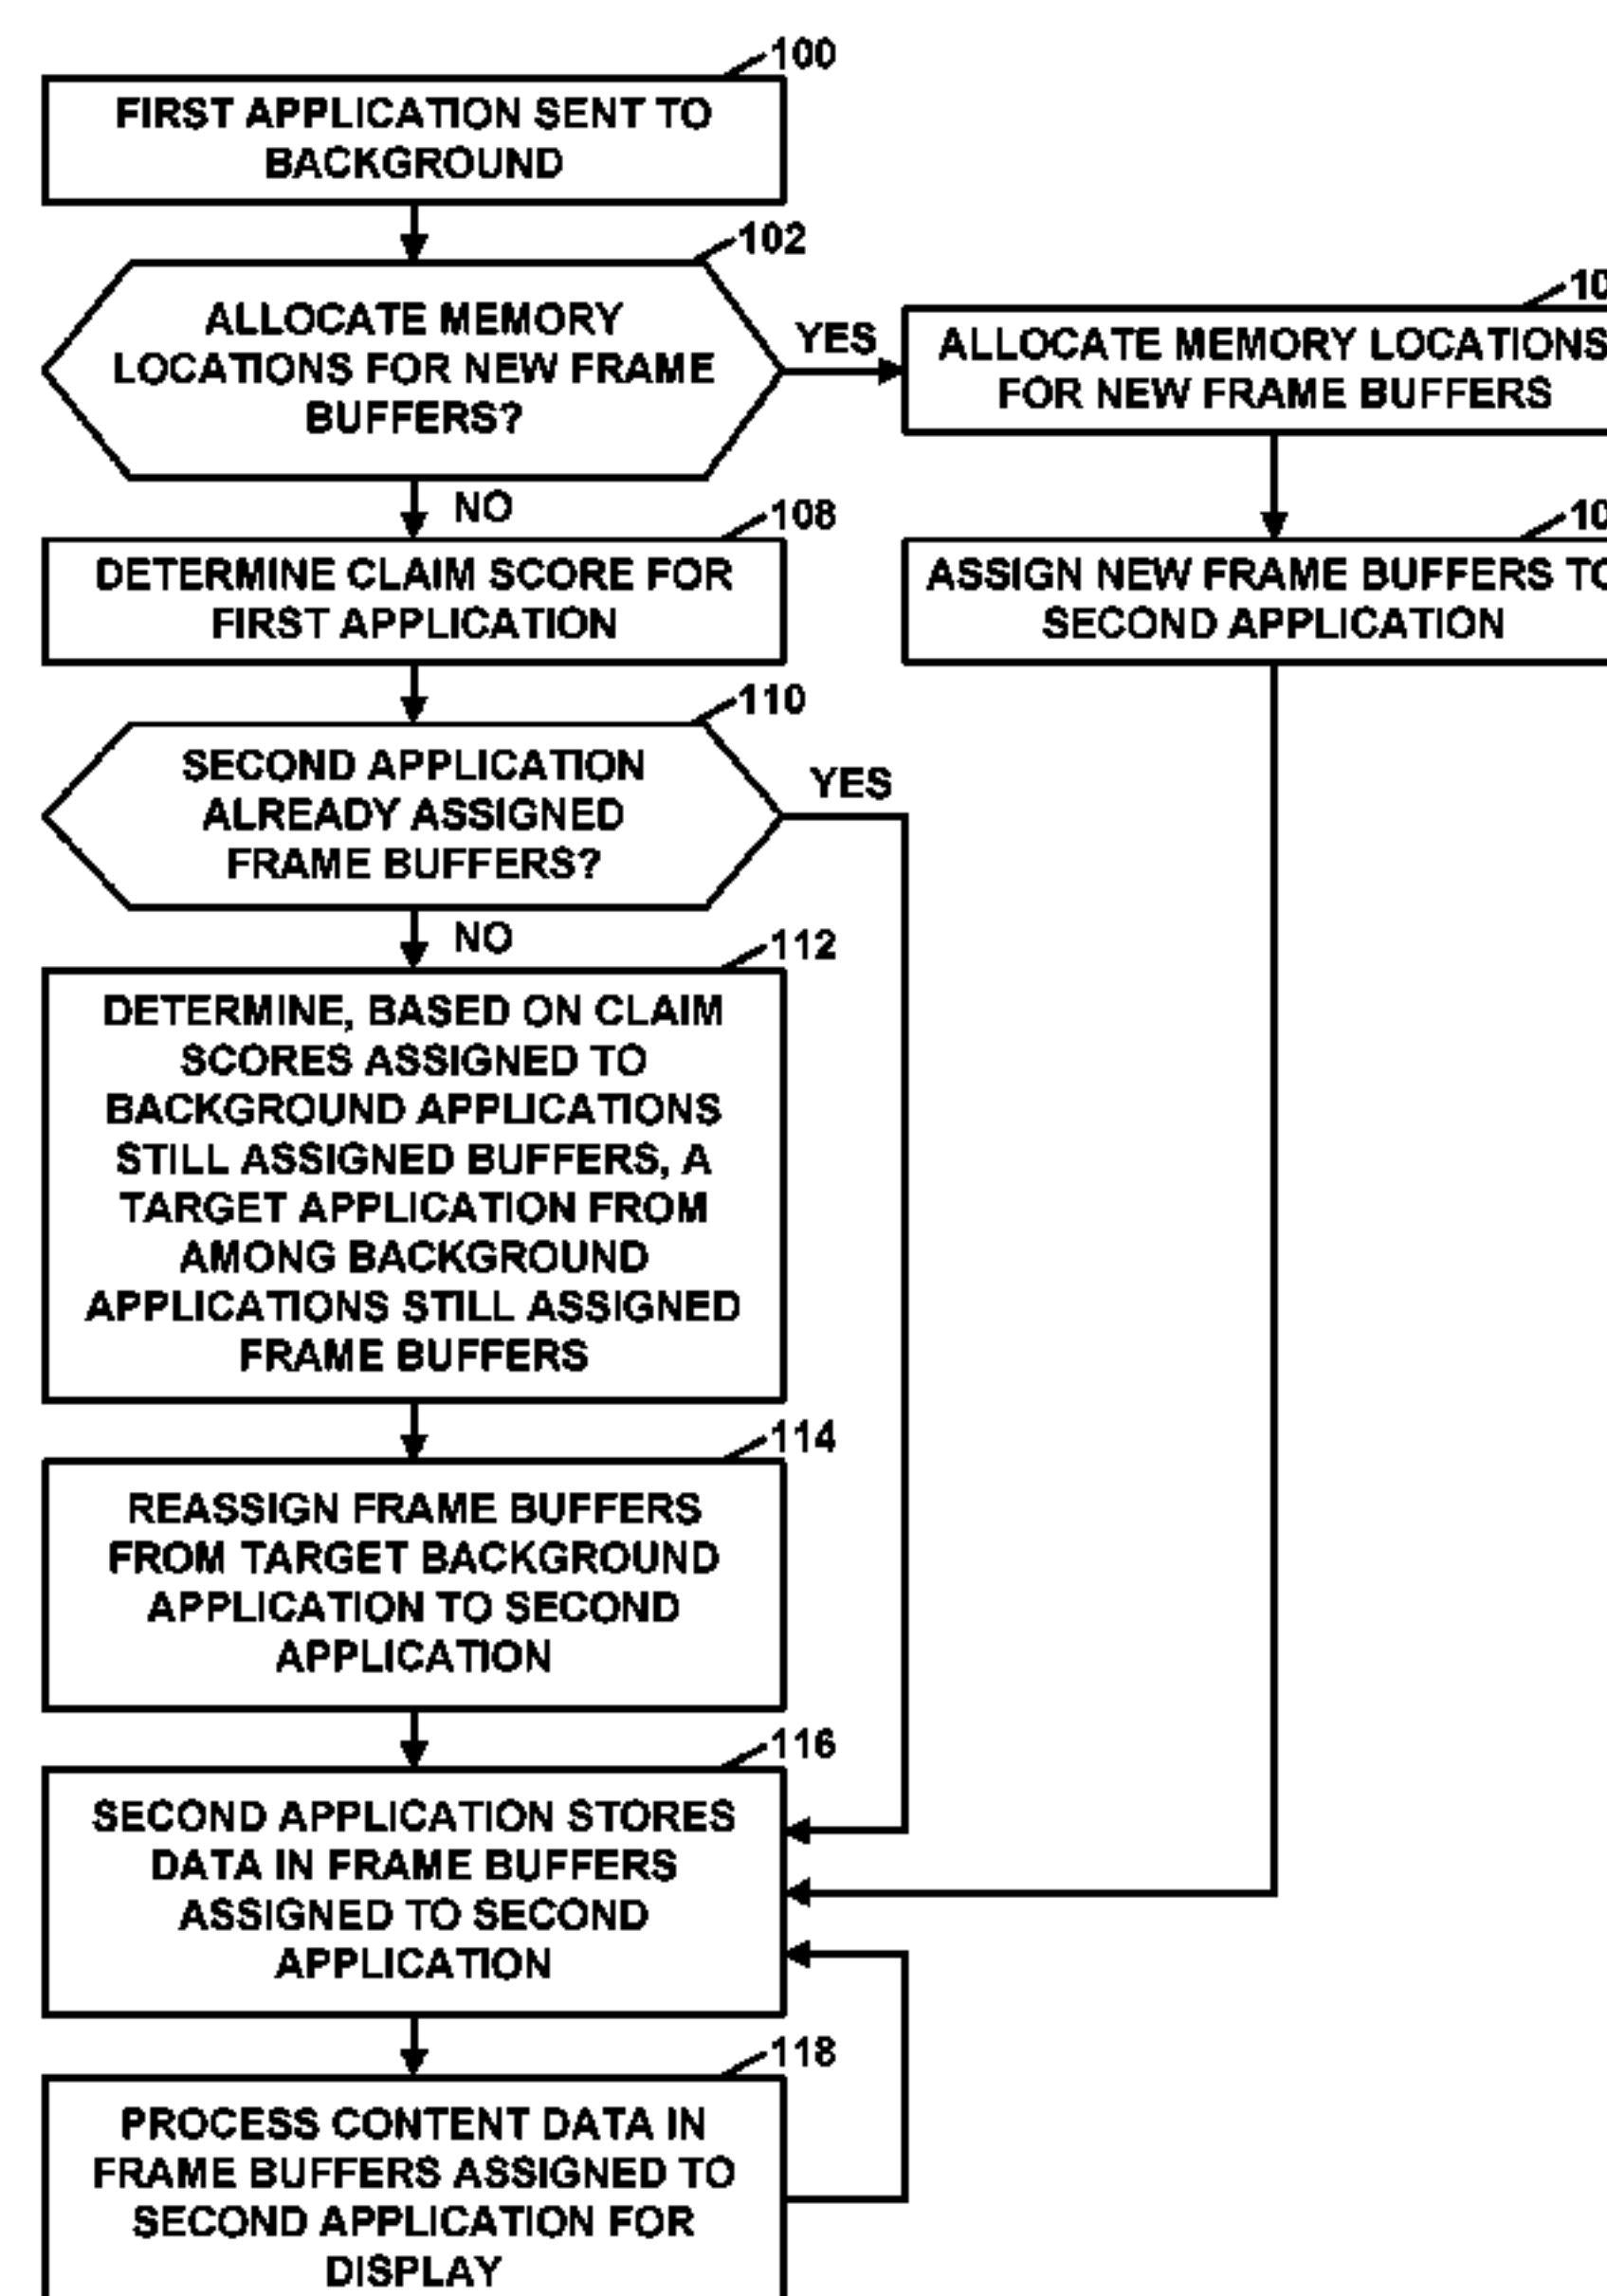 100
FIRST APPLICATION SENT TO
BACKGROUND
102
ALLOCATE MEMORY
LOCATIONS FOR NEW FRAME
BUFFERS?
YES
ALLOCATE MEMORY LOCATIONS
FOR NEW FRAME BUFFERS
NO
108
DETERMINE CLAIM SCORE FOR
FIRST APPLICATION
ASSIGN NEW FRAME BUFFERS TO
SECOND APPLICATION
110
SECOND APPLICATION
ALREADY ASSIGNED
FRAME BUFFERS?
YES
NO
112
DETERMINE, BASED ON CLAIM
SCORES ASSIGNED TO
BACKGROUND APPLICATIONS
STILL ASSIGNED BUFFERS, A
TARGET APPLICATION FROM
AMONG BACKGROUND
APPLICATIONS STILL ASSIGNED
FRAME BUFFERS
114
REASSIGN FRAME BUFFERS
FROM TARGET BACKGROUND
APPLICATION TO SECOND
APPLICATION
116
SECOND APPLICATION STORES
DATA IN FRAME BUFFERS
ASSIGNED TO SECOND
APPLICATION
118
PROCESS CONTENT DATA IN
FRAME BUFFERS ASSIGNED TO
SECOND APPLICATION FOR
DISPLAY